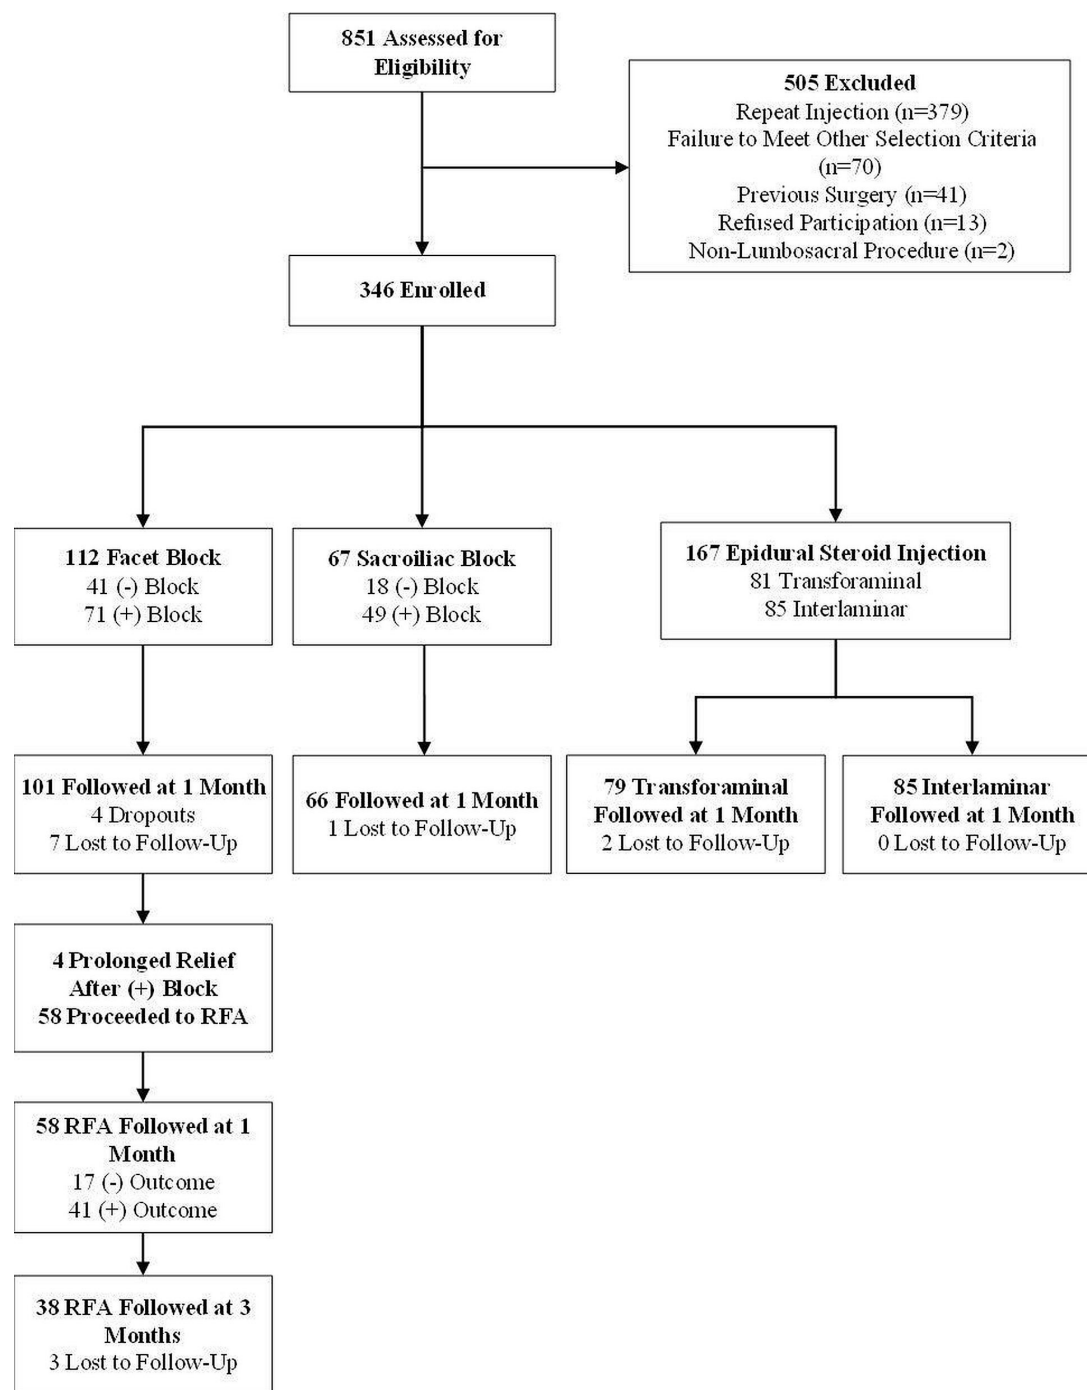 851 Assessed for
Eligibility
505 Excluded
Repeat Injection (n=379)
Failure to Meet Other Selection Criteria
(n=70)
Previous Surgery (n=41)
Refused Participation (n=13)
Non-Lumbosacral Procedure (n=2)
346 Enrolled
112 Facet Block
41 (-) Block
71 (+) Block
67 Sacroiliac Block
18 (-) Block
49 (+) Block
167 Epidural Steroid Injection
81 Transforaminal
85 Interlaminar
101 Followed at 1 Month
4 Dropouts
7 Lost to Follow-Up
66 Followed at 1 Month
1 Lost to Follow-Up
79 Transforaminal
Followed at 1 Month
2 Lost to Follow-Up
85 Interlaminar
Followed at 1 Month
0 Lost to Follow-Up
4 Prolonged Relief
After (+) Block
58 Proceeded to RFA
58 RFA Followed at 1
Month
17 (-) Outcome
41 (+) Outcome
38 RFA Followed at 3
Months
3 Lost to Follow-Up